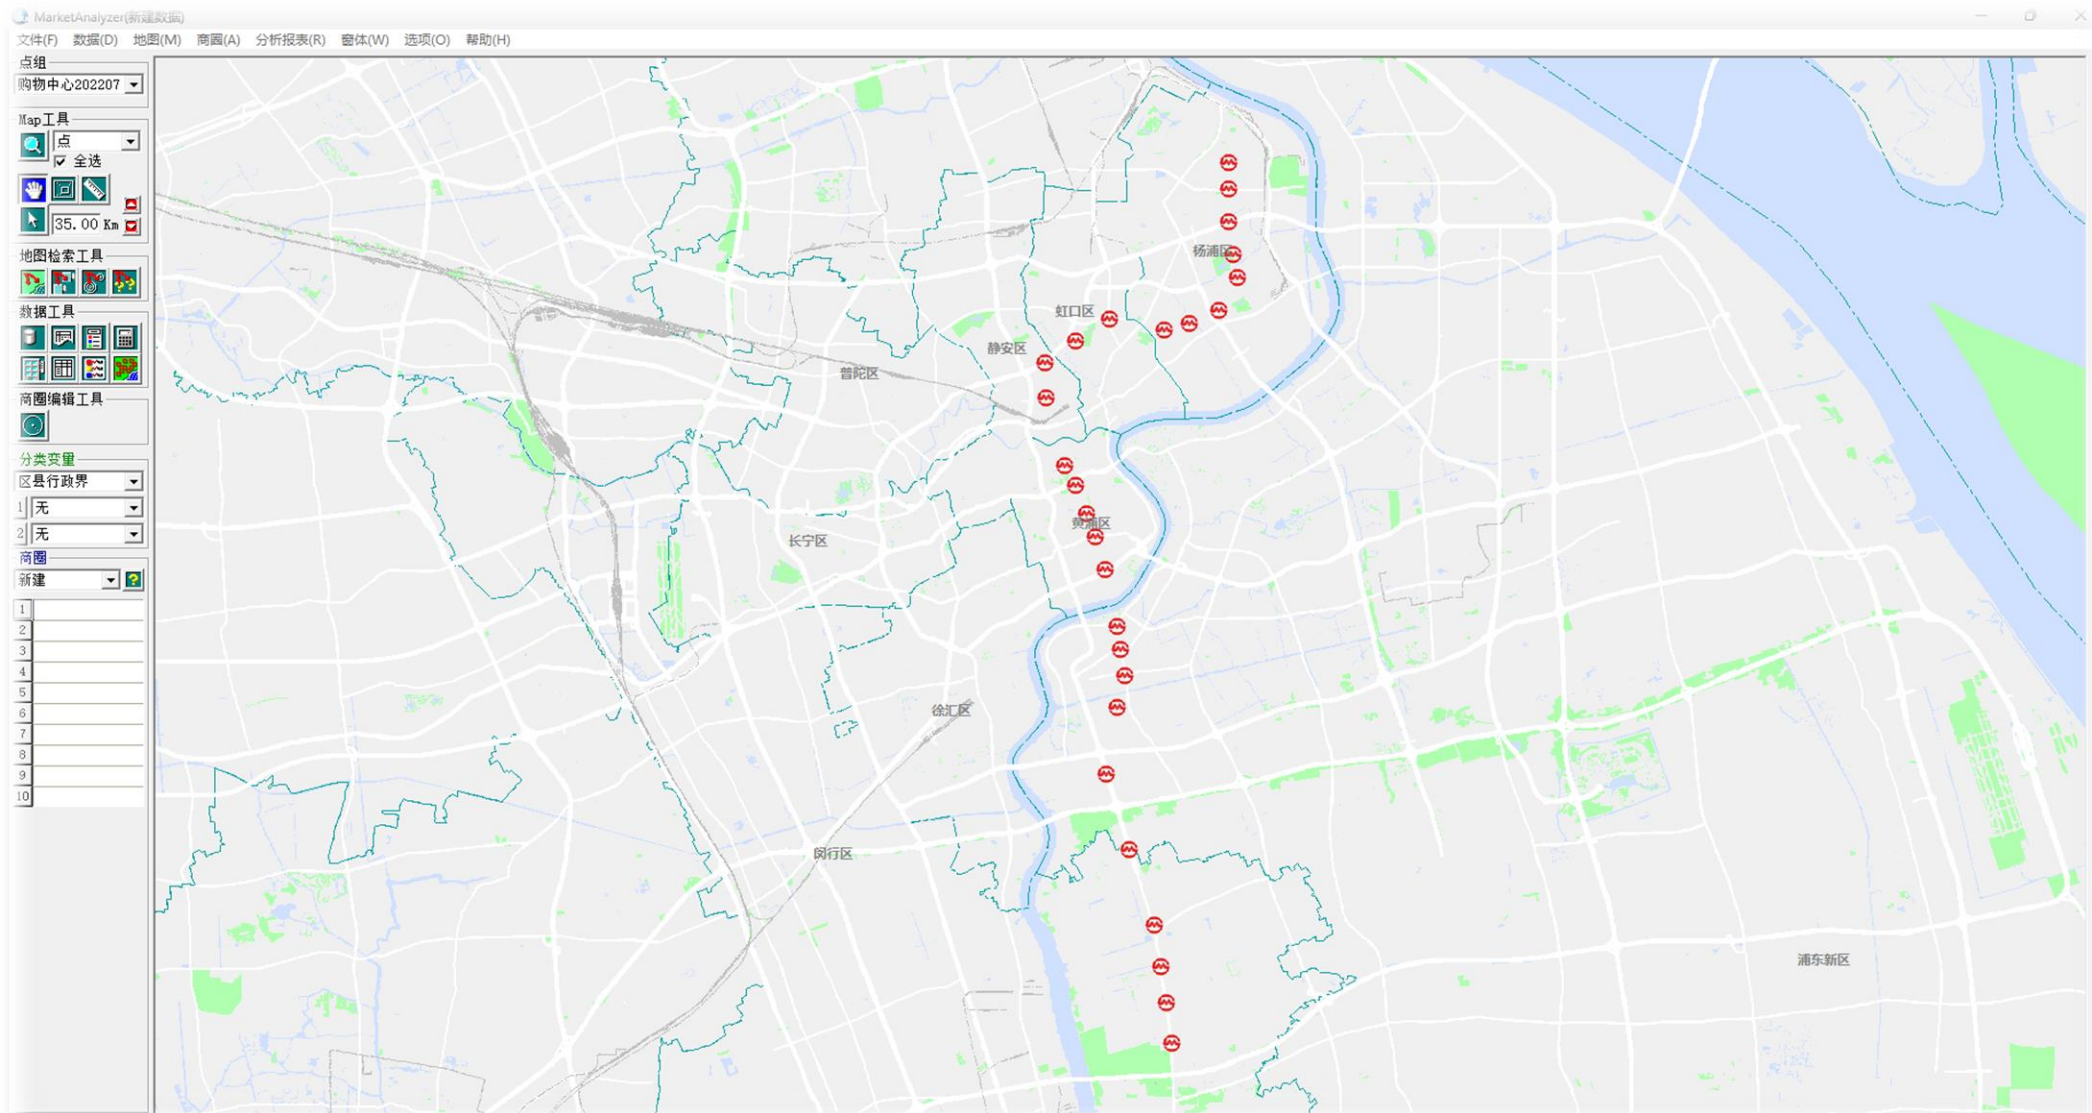 MarketAnalyzer(新建数据)
文件(F) 数据(D) 地图(M) 商圈(A) 分析报表(R) 窗体(W) 选项(O) 帮助(H)
点组
购物中心202207
Map工具
点
全选
35.00 Km
地图检索工具
数据工具
商圈编辑工具
分类变量
区县行政界
1 无
2 无
商圈
新建
1
2
3
4
5
6
7
8
9
10
杨浦区
虹口区
静安区
普陀区
黄浦区
长宁区
徐汇区
闵行区
浦东新区